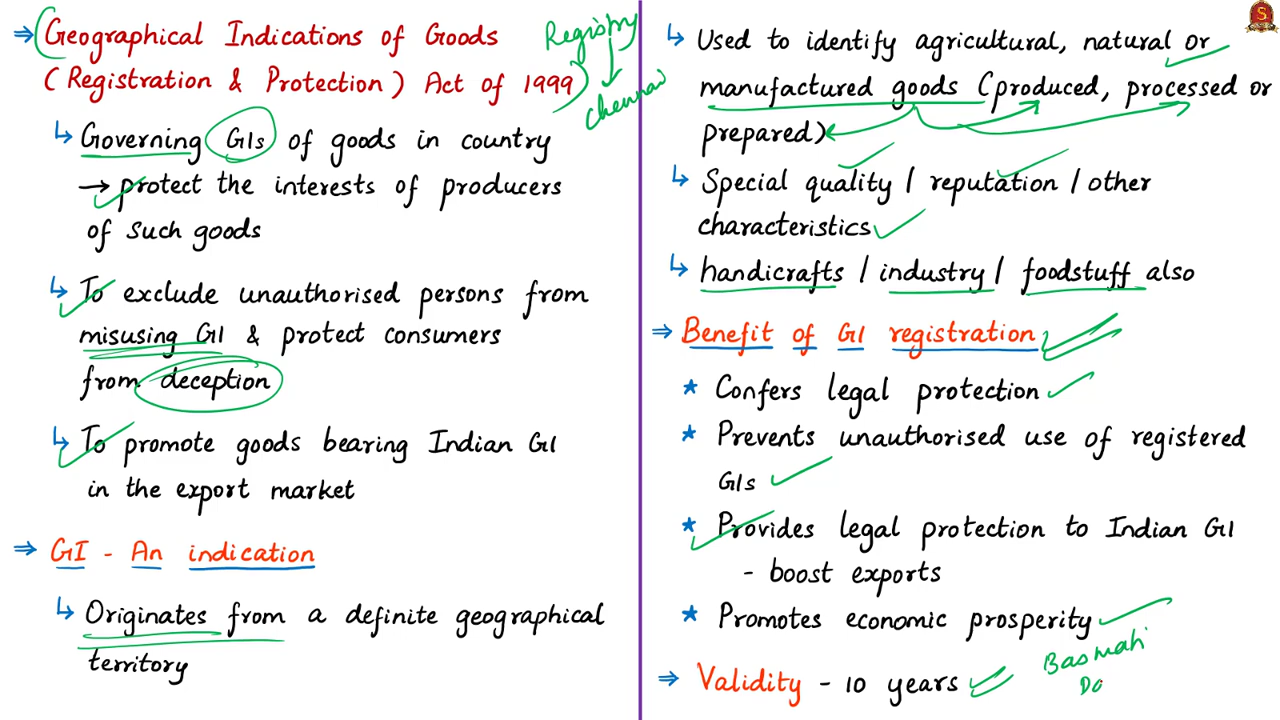 ⇒ Geographical Indications of Goods
(Registration & Protection) Act of 1999
Registry
Chennai
↳ Governing GIs of goods in country
→ protect the interests of producers
of such goods
↳ To exclude unauthorised persons from
misusing GI & protect consumers
from deception
↳ To promote goods bearing Indian GI
in the export market
⇒ GI - An indication
↳ Originates from a definite geographical
territory
↳ Used to identify agricultural, natural or
manufactured goods (produced, processed or
prepared)
↳ Special quality / reputation / other
characteristics
↳ handicrafts / industry / foodstuff also
⇒ Benefit of GI registration
* Confers legal protection
* Prevents unauthorised use of registered
GIs
* Provides legal protection to Indian GI
- boost exports
* Promotes economic prosperity
⇒ Validity - 10 years
Basmati